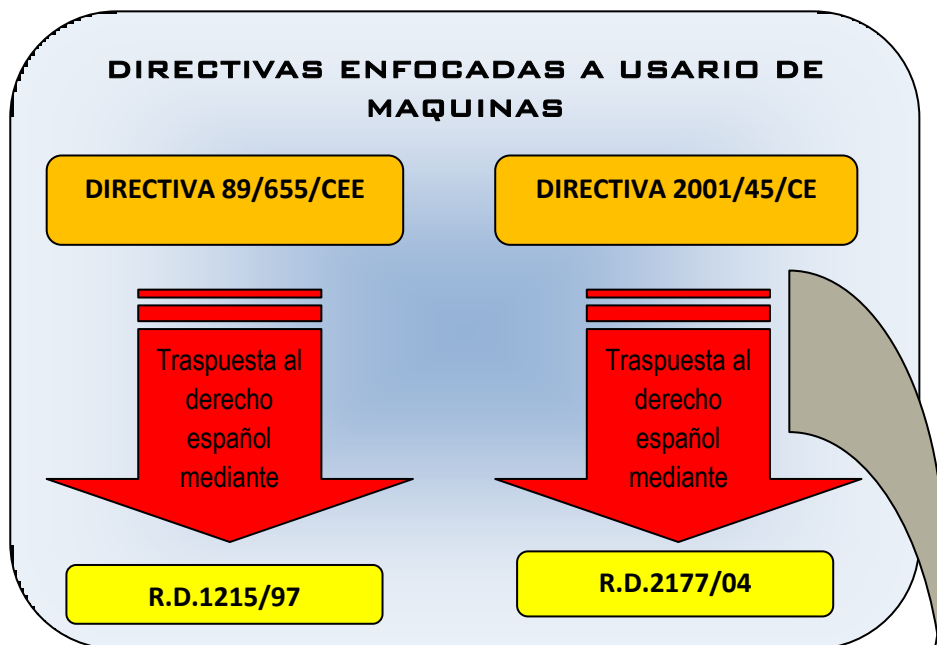 DIRECTIVAS ENFOCADAS A USARIO DE
MAQUINAS
DIRECTIVA 89/655/CEE
DIRECTIVA 2001/45/CE
Traspuesta al
derecho
español
mediante
Traspuesta al
derecho
español
mediante
R.D.1215/97
R.D.2177/04